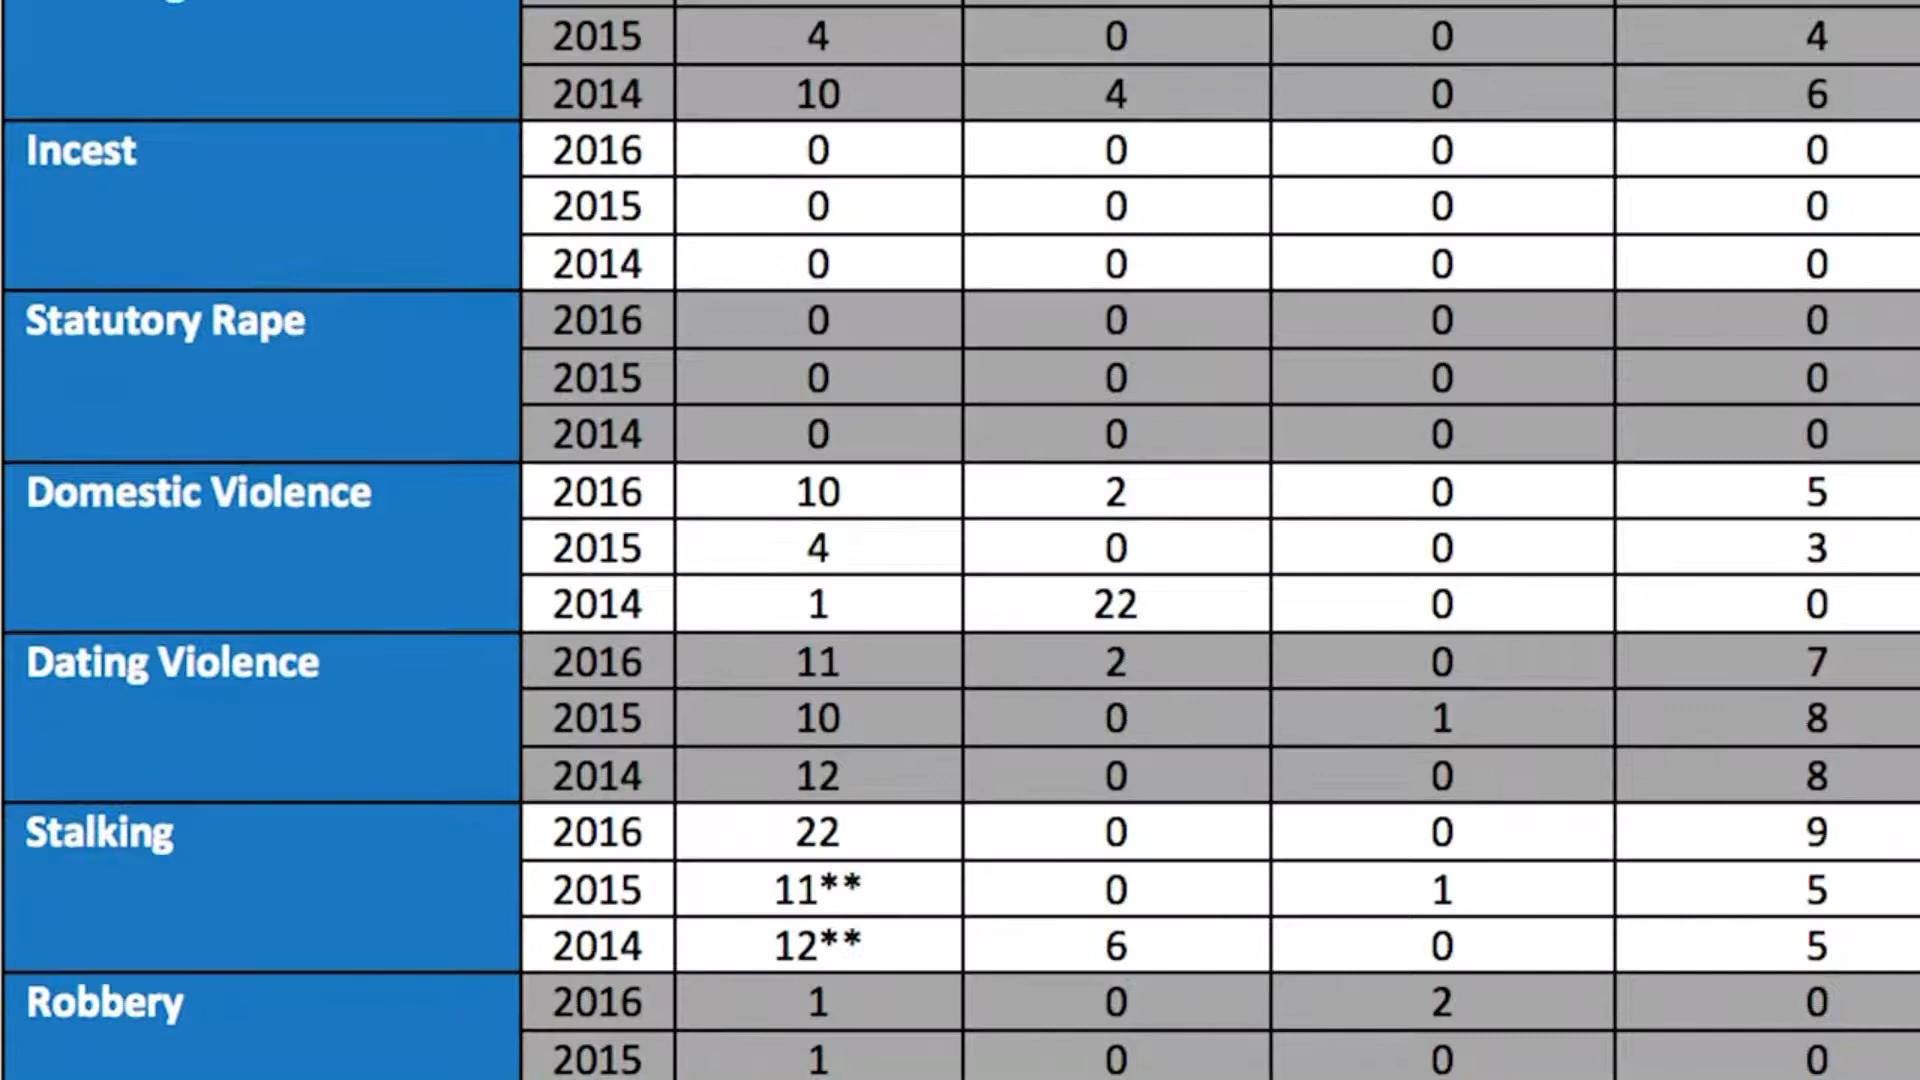 2015 4 0 0 4
2014 10 4 0 6
Incest 2016 0 0 0 0
2015 0 0 0 0
2014 0 0 0 0
Statutory Rape 2016 0 0 0 0
2015 0 0 0 0
2014 0 0 0 0
Domestic Violence 2016 10 2 0 5
2015 4 0 0 3
2014 1 22 0 0
Dating Violence 2016 11 2 0 7
2015 10 0 1 8
2014 12 0 0 8
Stalking 2016 22 0 0 9
2015 11** 0 1 5
2014 12** 6 0 5
Robbery 2016 1 0 2 0
2015 1 0 0 0